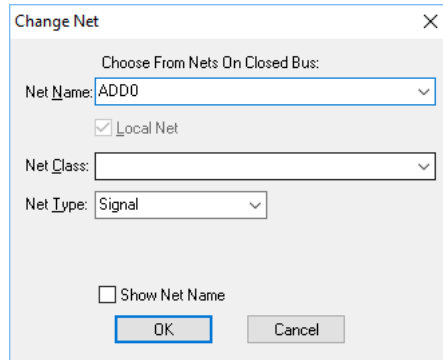 Change Net
Choose From Nets On Closed Bus:
Net Name: ADD0
Local Net
Net Class:
Net Type: Signal
Show Net Name
OK Cancel